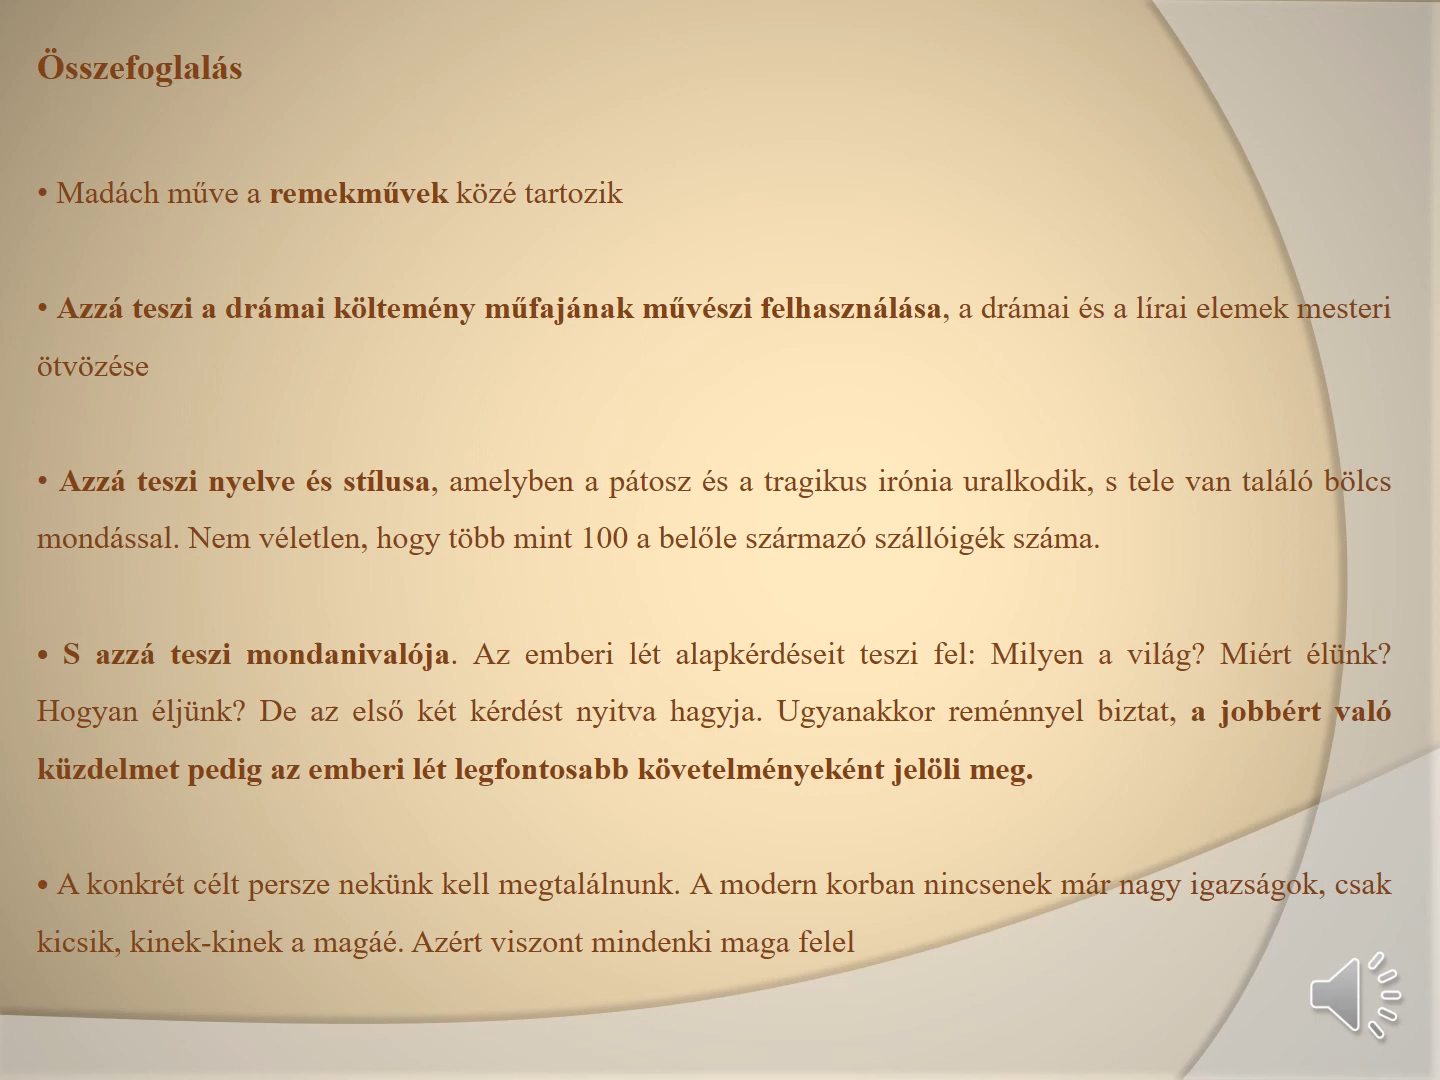 Összefoglalás
• Madách műve a remekművek közé tartozik
• Azzá teszi a drámai költemény műfajának művészi felhasználása, a drámai és a lírai elemek mesteri
ötvözése
• Azzá teszi nyelve és stílusa, amelyben a pátosz és a tragikus irónia uralkodik, s tele van találó bölcs
mondással. Nem véletlen, hogy több mint 100 a belőle származó szállóigék száma.
• S azzá teszi mondanivalója. Az emberi lét alapkérdéseit teszi fel: Milyen a világ? Miért élünk?
Hogyan éljünk? De az első két kérdést nyitva hagyja. Ugyanakkor reménnyel biztat, a jobbért való
küzdelmet pedig az emberi lét legfontosabb követelményeként jelöli meg.
• A konkrét célt persze nekünk kell megtalálnunk. A modern korban nincsenek már nagy igazságok, csak
kicsik, kinek-kinek a magáé. Azért viszont mindenki maga felel